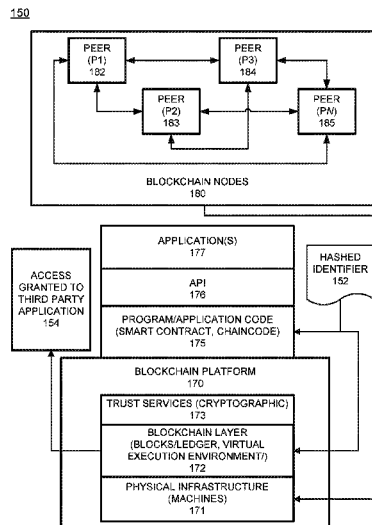 150
PEER
(P1)
182
PEER
(P3)
184
PEER
(P2)
183
PEER
(PN)
185
BLOCKCHAIN NODES
180
APPLICATION(S)
177
API
176
PROGRAM/APPLICATION CODE
(SMART CONTRACT, CHAINCODE)
175
ACCESS
GRANTED TO
THIRD PARTY
APPLICATION
154
HASHED
IDENTIFIER
152
BLOCKCHAIN PLATFORM
170
TRUST SERVICES (CRYPTOGRAPHIC)
173
BLOCKCHAIN LAYER
(BLOCKS/LEDGER, VIRTUAL
EXECUTION ENVIRONMENT/)
172
PHYSICAL INFRASTRUCTURE
(MACHINES)
171